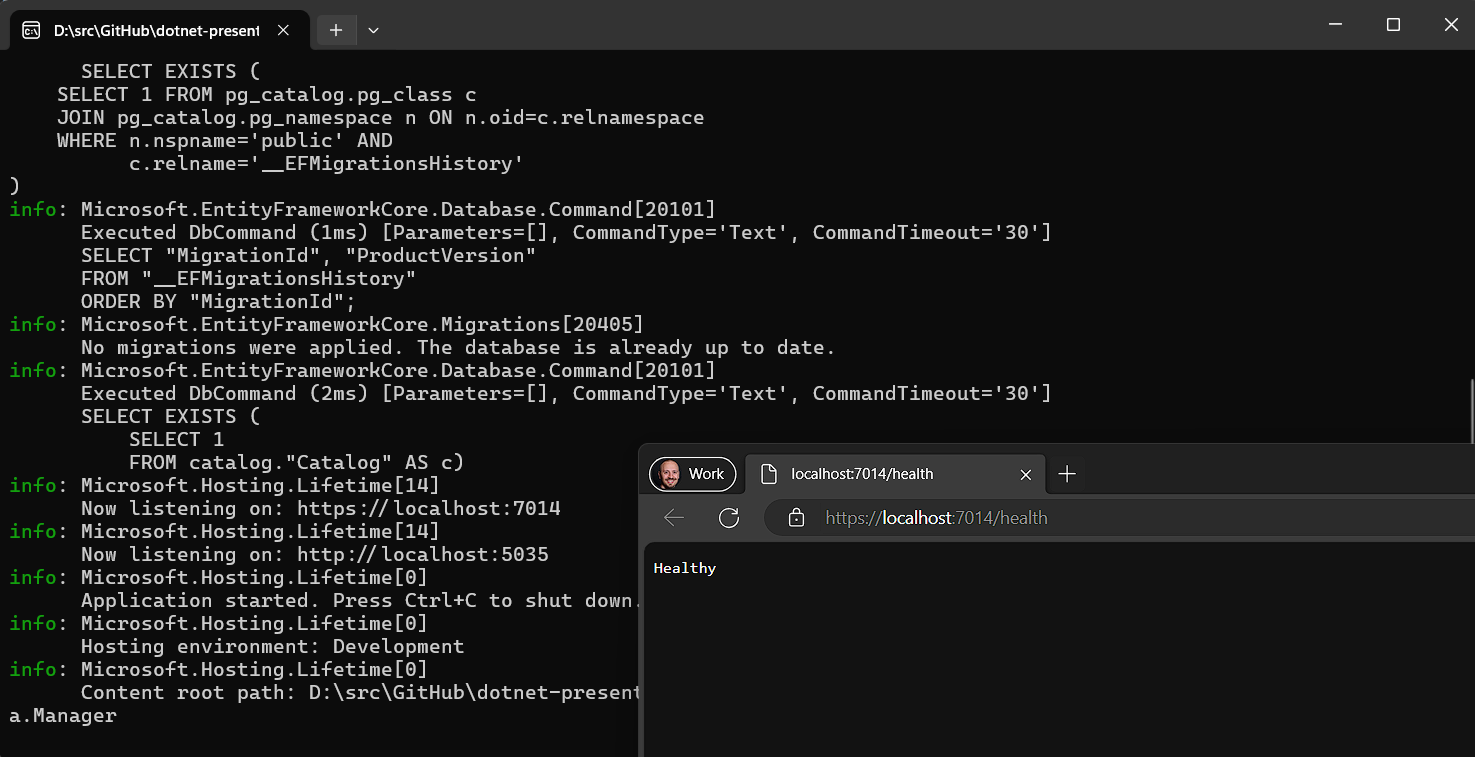 D:\src\GitHub\dotnet-present
SELECT EXISTS (
SELECT 1 FROM pg_catalog.pg_class c
JOIN pg_catalog.pg_namespace n ON n.oid=c.relnamespace
WHERE n.nspname='public' AND
c.relname='__EFMigrationsHistory'
)
info: Microsoft.EntityFrameworkCore.Database.Command[20101]
Executed DbCommand (1ms) [Parameters=[], CommandType='Text', CommandTimeout='30']
SELECT "MigrationId", "ProductVersion"
FROM "__EFMigrationsHistory"
ORDER BY "MigrationId";
info: Microsoft.EntityFrameworkCore.Migrations[20405]
No migrations were applied. The database is already up to date.
info: Microsoft.EntityFrameworkCore.Database.Command[20101]
Executed DbCommand (2ms) [Parameters=[], CommandType='Text', CommandTimeout='30']
SELECT EXISTS (
SELECT 1
FROM catalog."Catalog" AS c)
info: Microsoft.Hosting.Lifetime[14]
Now listening on: https://localhost:7014
info: Microsoft.Hosting.Lifetime[14]
Now listening on: http://localhost:5035
info: Microsoft.Hosting.Lifetime[0]
Application started. Press Ctrl+C to shut down.
info: Microsoft.Hosting.Lifetime[0]
Hosting environment: Development
info: Microsoft.Hosting.Lifetime[0]
Content root path: D:\src\GitHub\dotnet-present
a.Manager
Work
localhost:7014/health
https://localhost:7014/health
Healthy